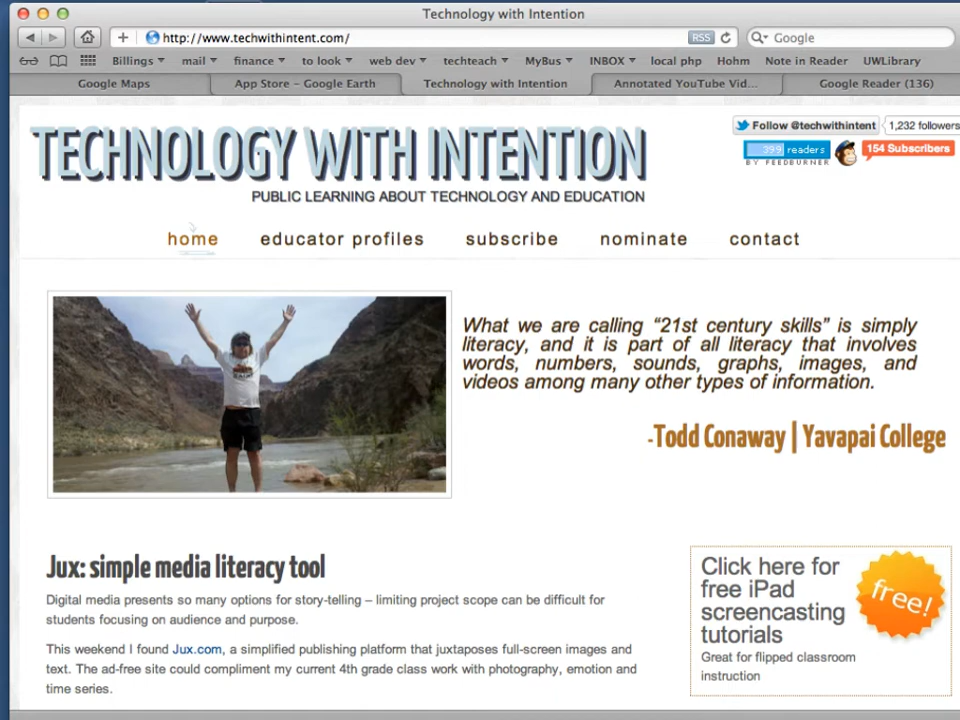 Technology with Intention
http://www.techwithintent.com/ RSS Google
Billings mail finance to look web dev techteach MyBus INBOX local php Hohm Note in Reader UWLibrary
Google Maps App Store – Google Earth Technology with Intention Annotated YouTube Vid... Google Reader (136)
TECHNOLOGY WITH INTENTION
PUBLIC LEARNING ABOUT TECHNOLOGY AND EDUCATION
Follow @techwithintent 1,232 followers
399 readers
BY FEEDBURNER
154 Subscribers
home educator profiles subscribe nominate contact
What we are calling “21st century skills” is simply
literacy, and it is part of all literacy that involves
words, numbers, sounds, graphs, images, and
videos among many other types of information.
-Todd Conaway | Yavapai College
Jux: simple media literacy tool
Digital media presents so many options for story-telling – limiting project scope can be difficult for
students focusing on audience and purpose.
This weekend I found Jux.com, a simplified publishing platform that juxtaposes full-screen images and
text. The ad-free site could compliment my current 4th grade class work with photography, emotion and
time series.
Click here for
free iPad
screencasting
tutorials
Great for flipped classroom
instruction
free!